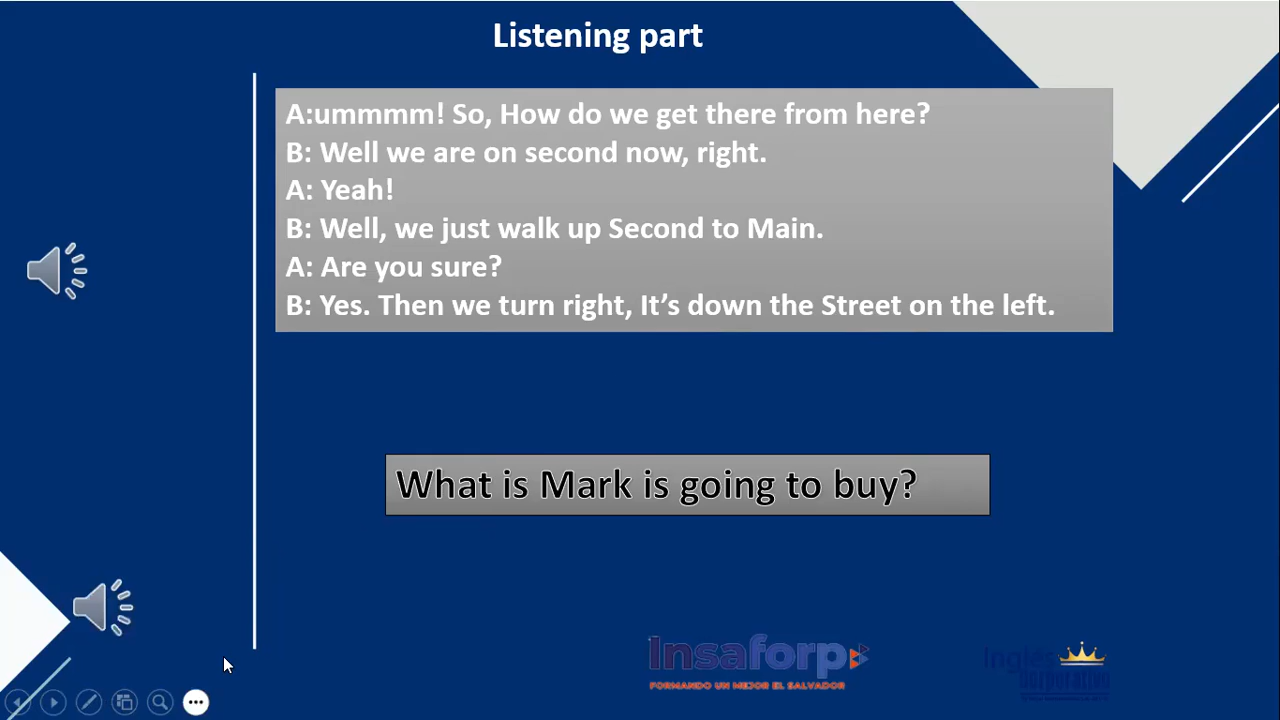 Listening part
A:ummmm! So, How do we get there from here?
B: Well we are on second now, right.
A: Yeah!
B: Well, we just walk up Second to Main.
A: Are you sure?
B: Yes. Then we turn right, It’s down the Street on the left.
What is Mark is going to buy?
Insaforp
FORMANDO UN MEJOR EL SALVADOR
Inglés
Corporativo